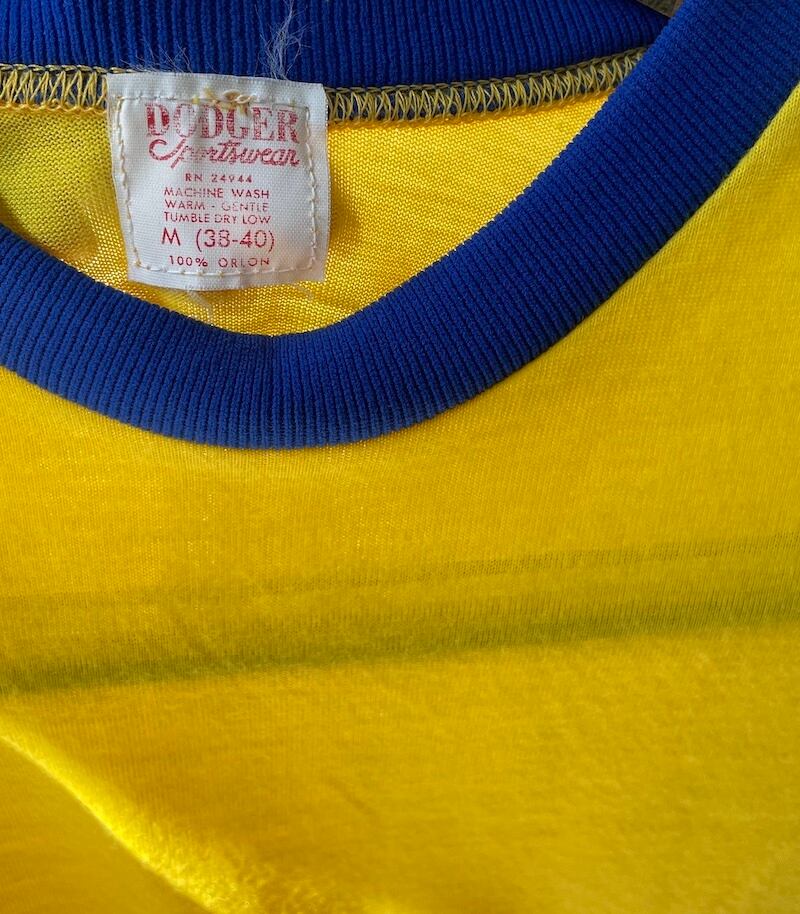 DODGER
Sportswear
RN 24944
MACHINE WASH
WARM - GENTLE
TUMBLE DRY LOW
M (38-40)
100% ORLON